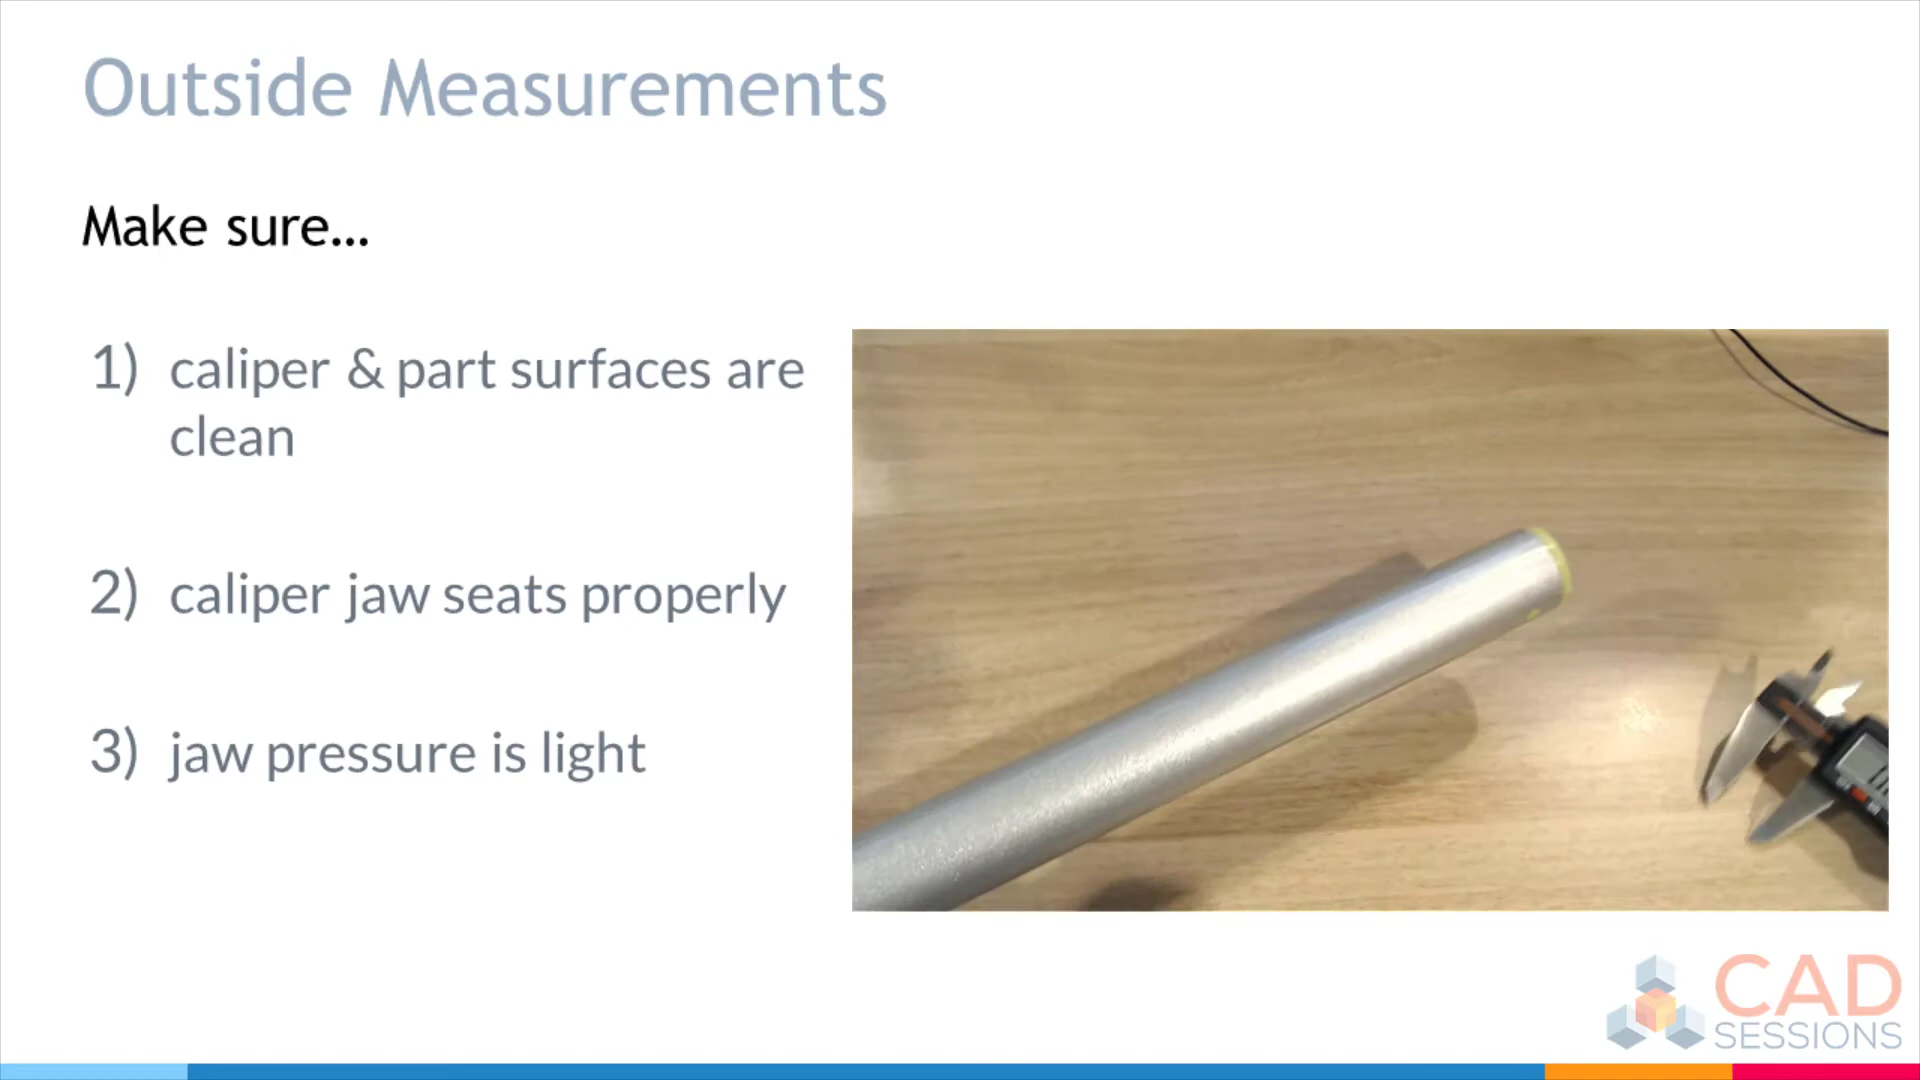 Outside Measurements
Make sure...
1) caliper & part surfaces are
clean
2) caliper jaw seats properly
3) jaw pressure is light
CAD
SESSIONS